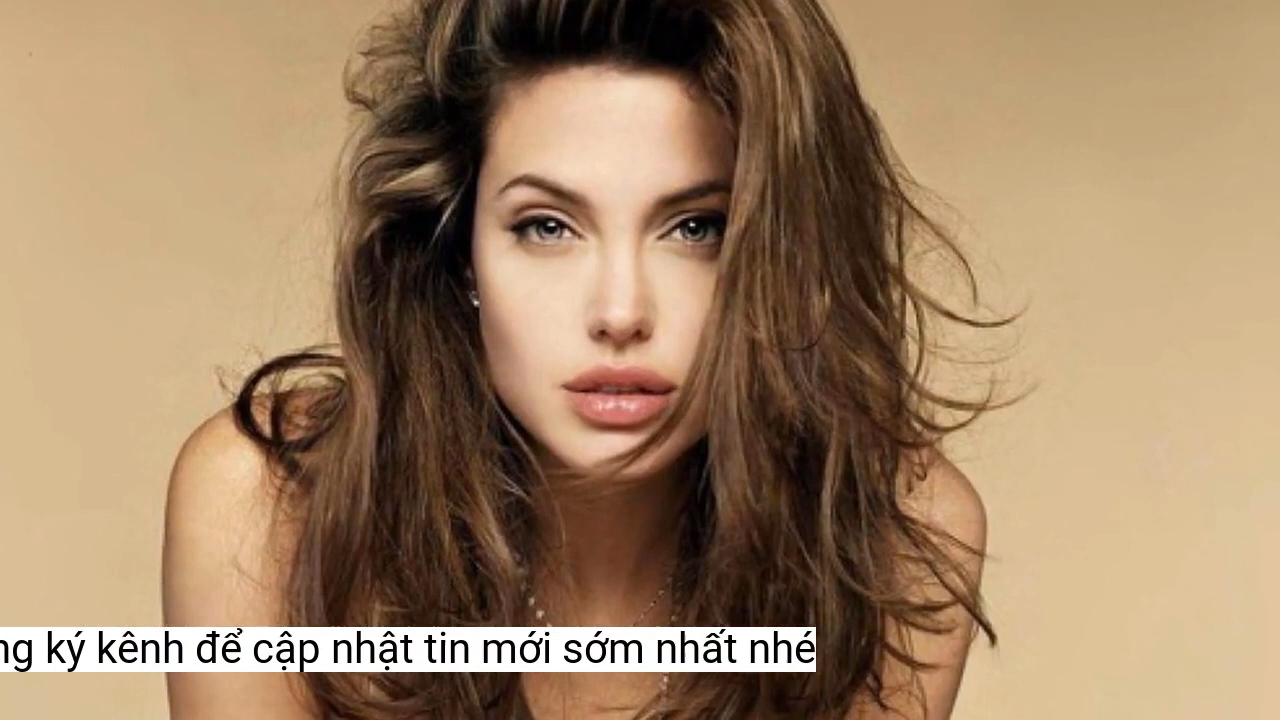 ng ký kênh để cập nhật tin mới sớm nhất nhé